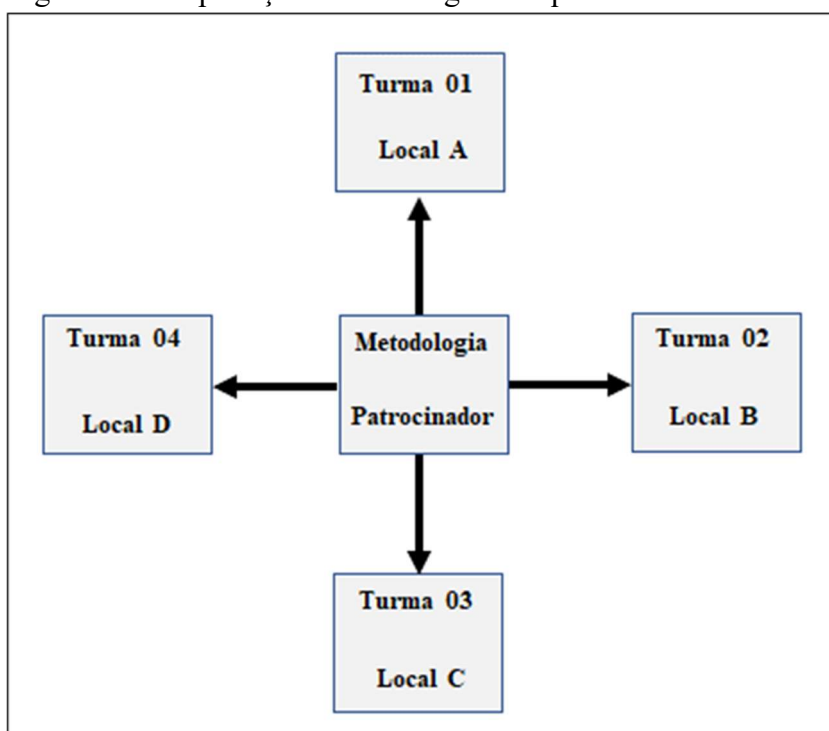 Turma 01
Local A
Turma 04
Local D
Metodologia
Patrocinador
Turma 02
Local B
Turma 03
Local C